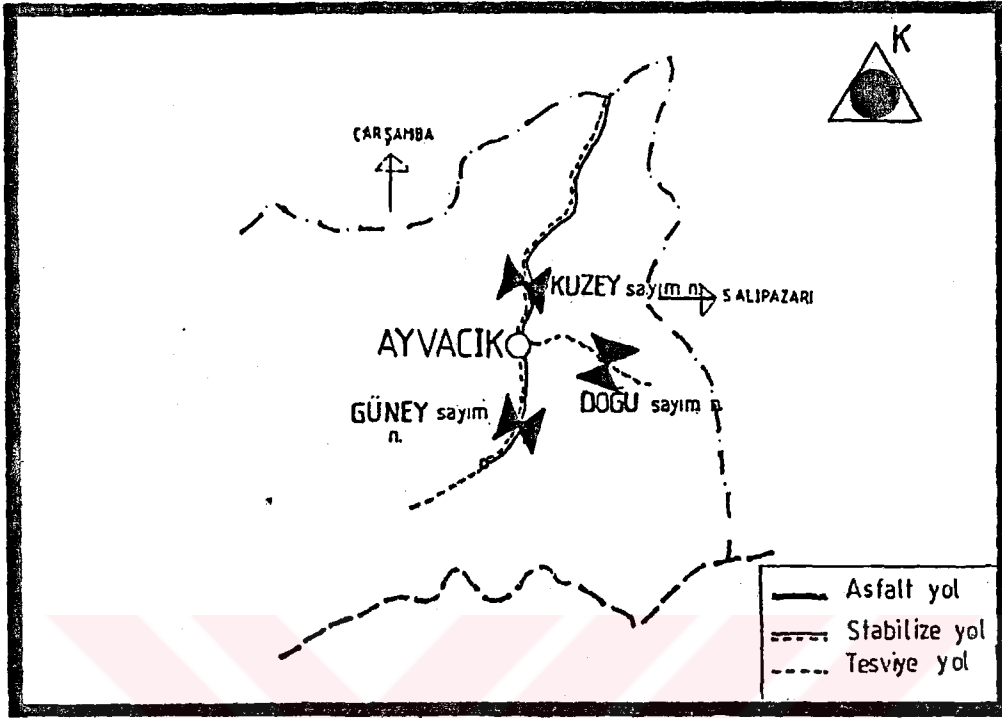 K
ÇARŞAMBA
KUZEY sayım n.
SALIPAZARI
AYVACIK
GÜNEY sayım
n.
DOĞU sayım n
Asfalt yol
Stabilize yol
Tesviye yol